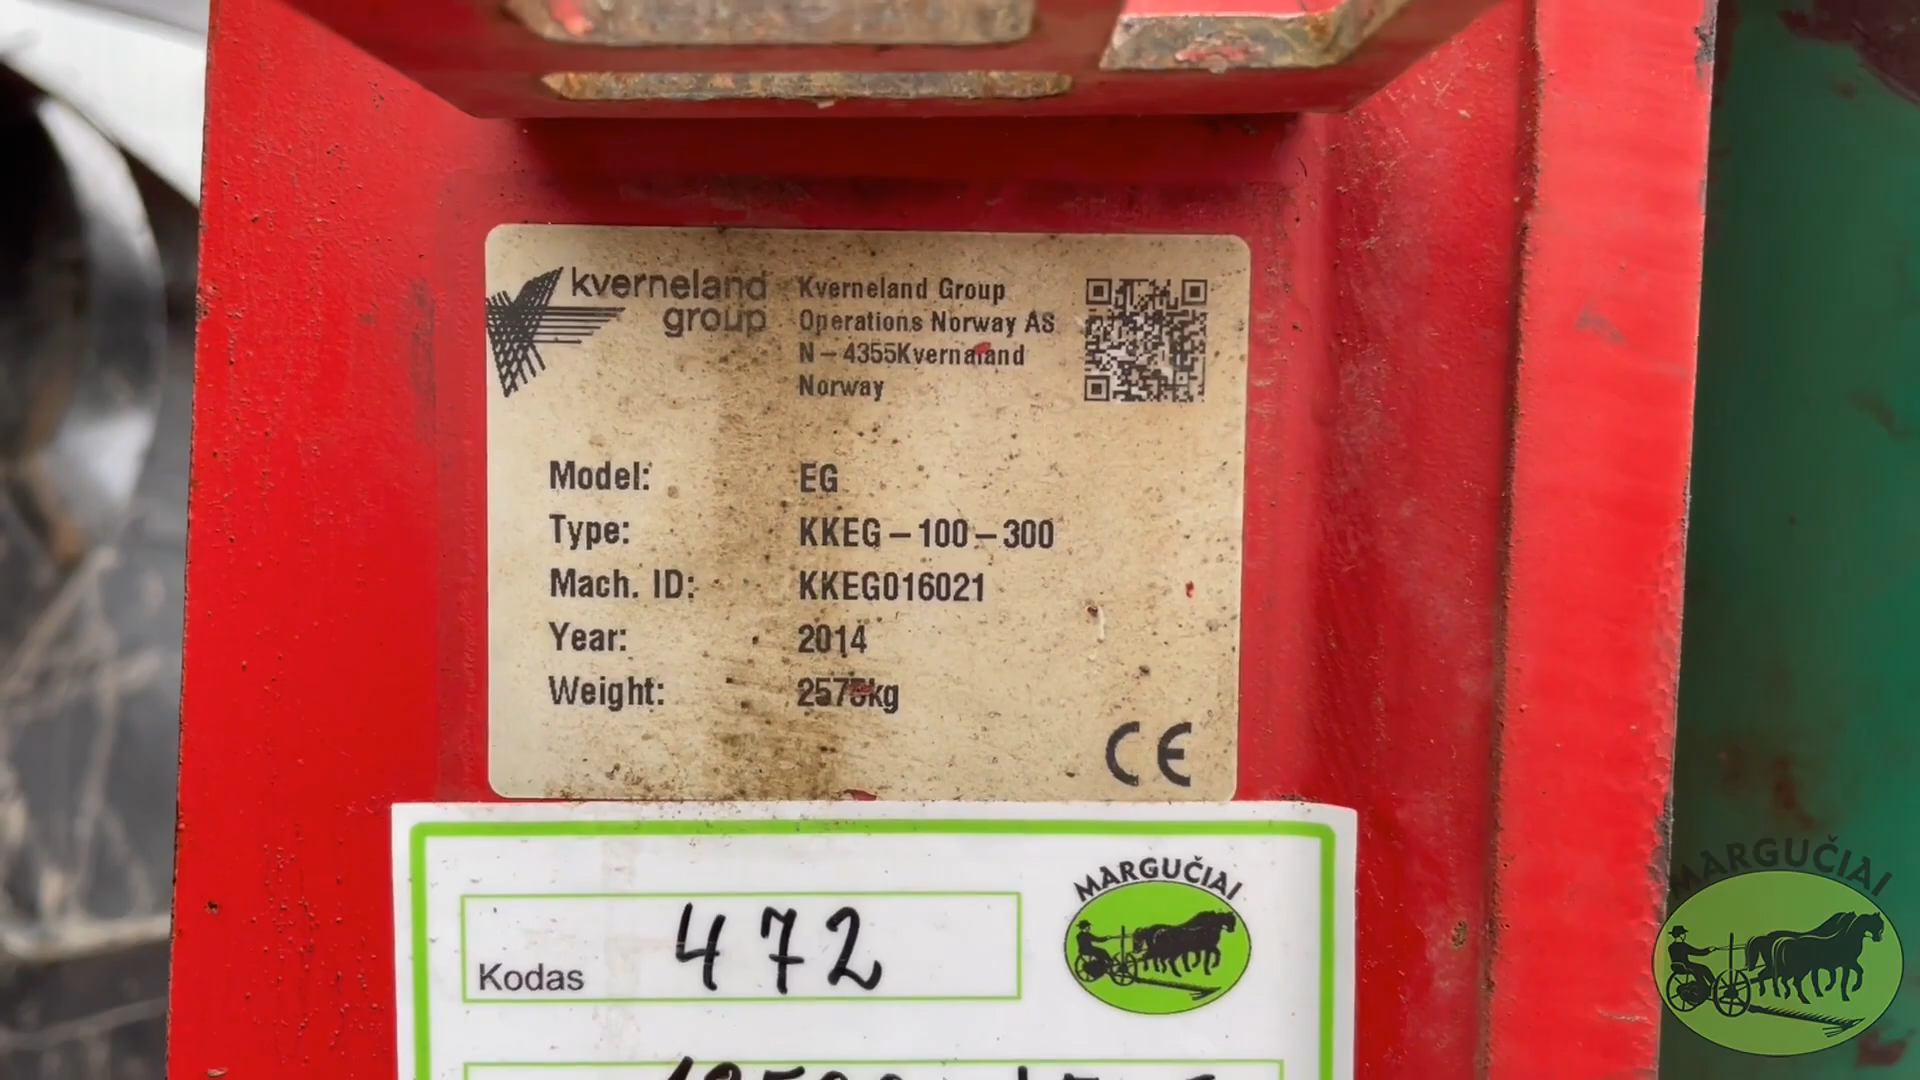 kverneland
group
Kverneland Group
Operations Norway AS
N – 4355Kvernaland
Norway
Model: EG
Type: KKEG – 100 – 300
Mach. ID: KKEG016021
Year: 2014
Weight: 2575kg
CE
MARGUČIAI
Kodas 472
MARGUČIAI